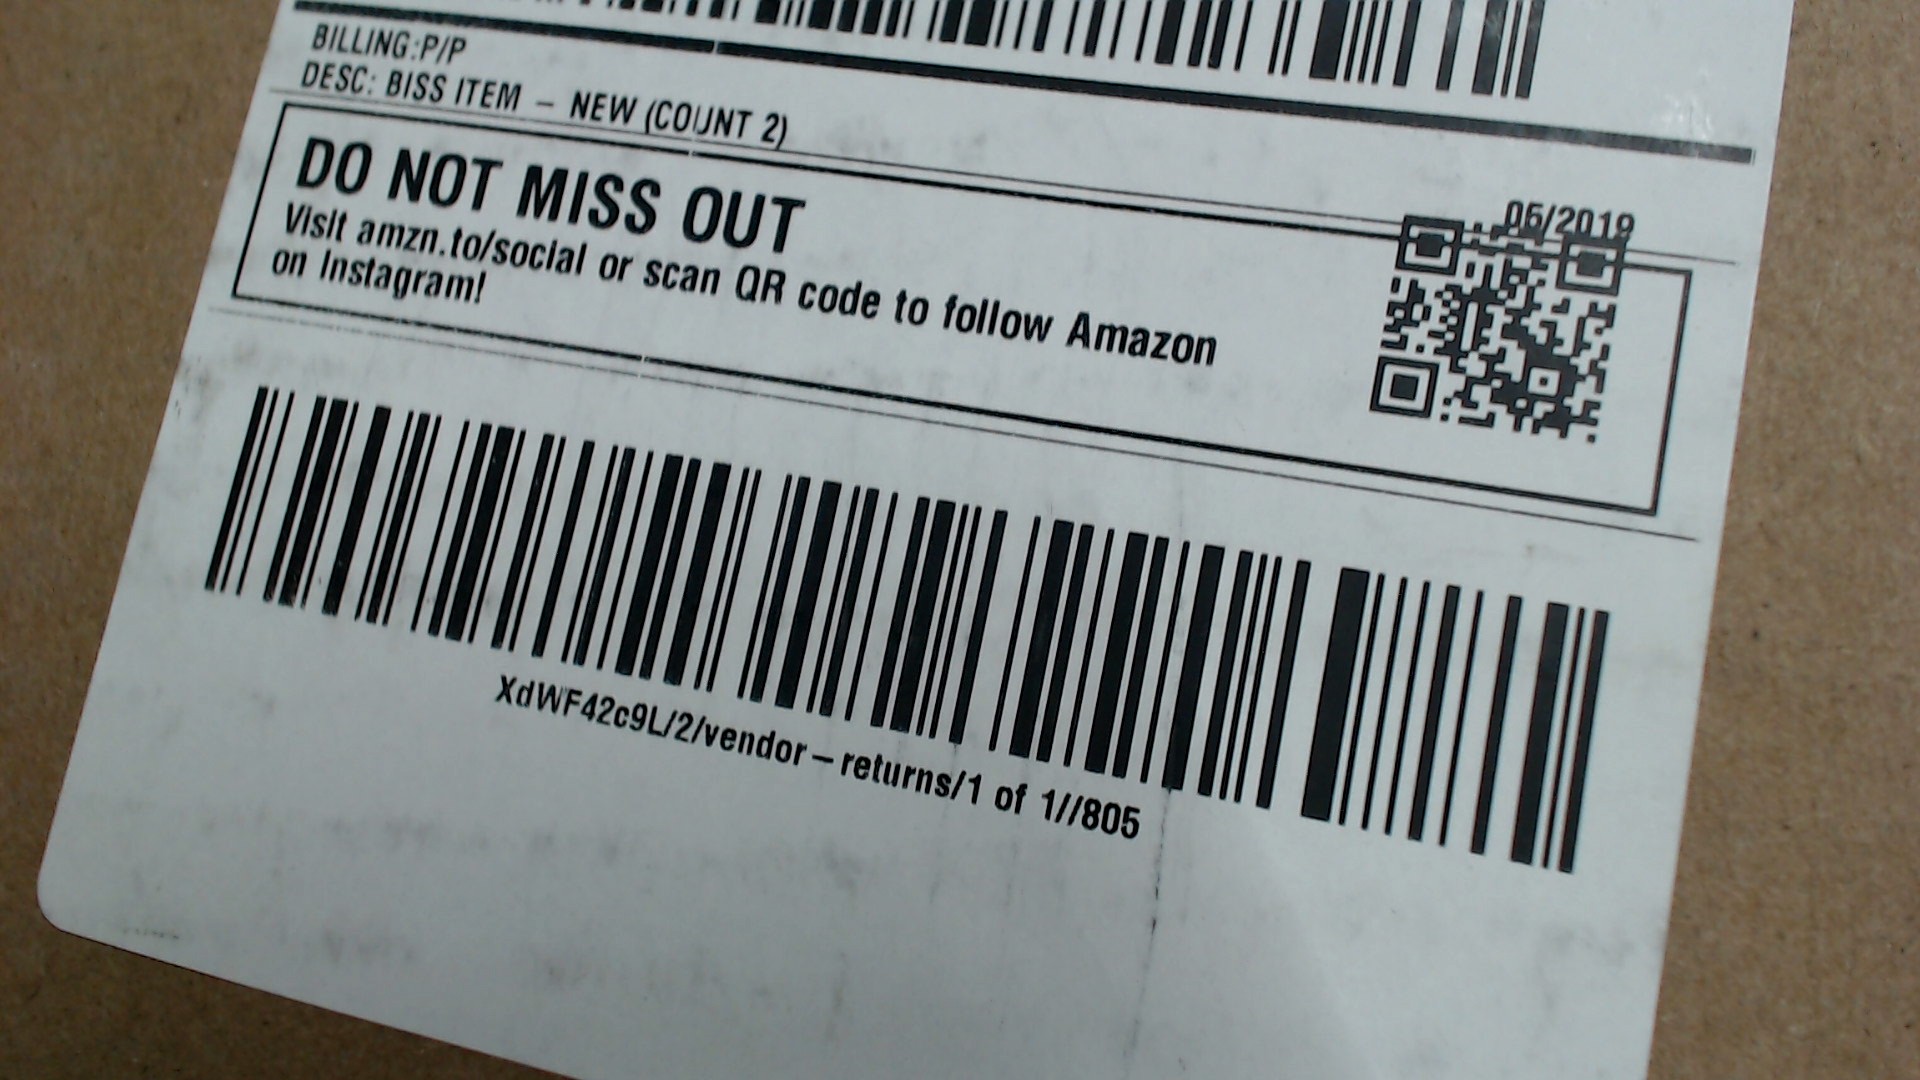 BILLING:P/P
DESC: BISS ITEM – NEW (COUNT 2)
06/2019
DO NOT MISS OUT
Visit amzn.to/social or scan QR code to follow Amazon
on Instagram!
XdWF42c9L/2/vendor–returns/1 of 1//805